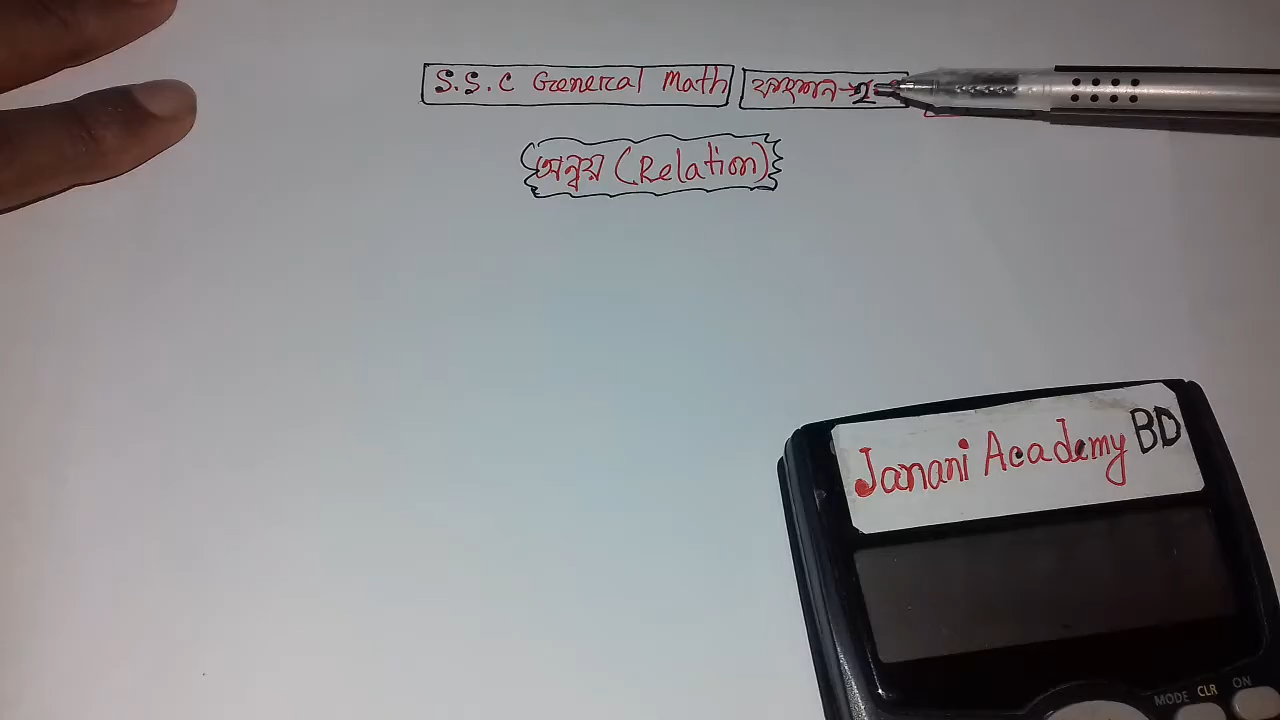 S.S.C General Math
অন্বয় (Relation)
Janani Academy BD
MODE CLR ON